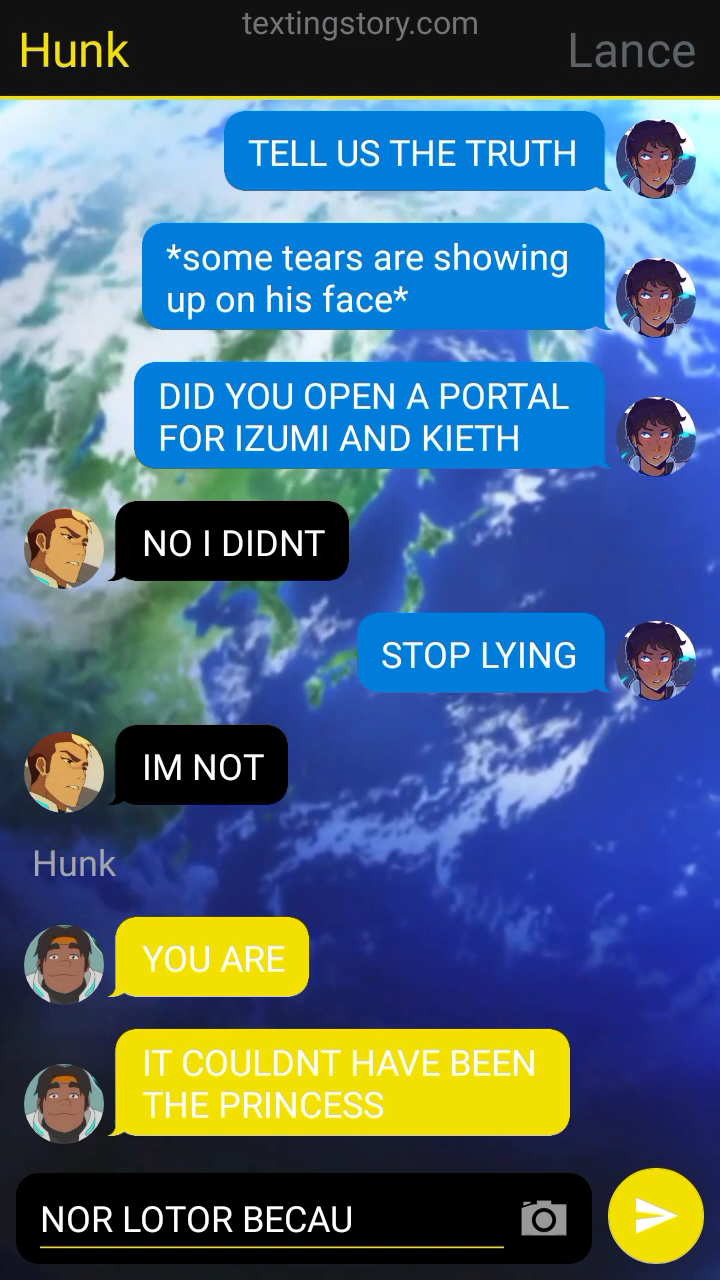 textingstory.com
Hunk
Lance
TELL US THE TRUTH
*some tears are showing
up on his face*
DID YOU OPEN A PORTAL
FOR IZUMI AND KIETH
NO I DIDNT
STOP LYING
IM NOT
Hunk
YOU ARE
IT COULDNT HAVE BEEN
THE PRINCESS
NOR LOTOR BECAU